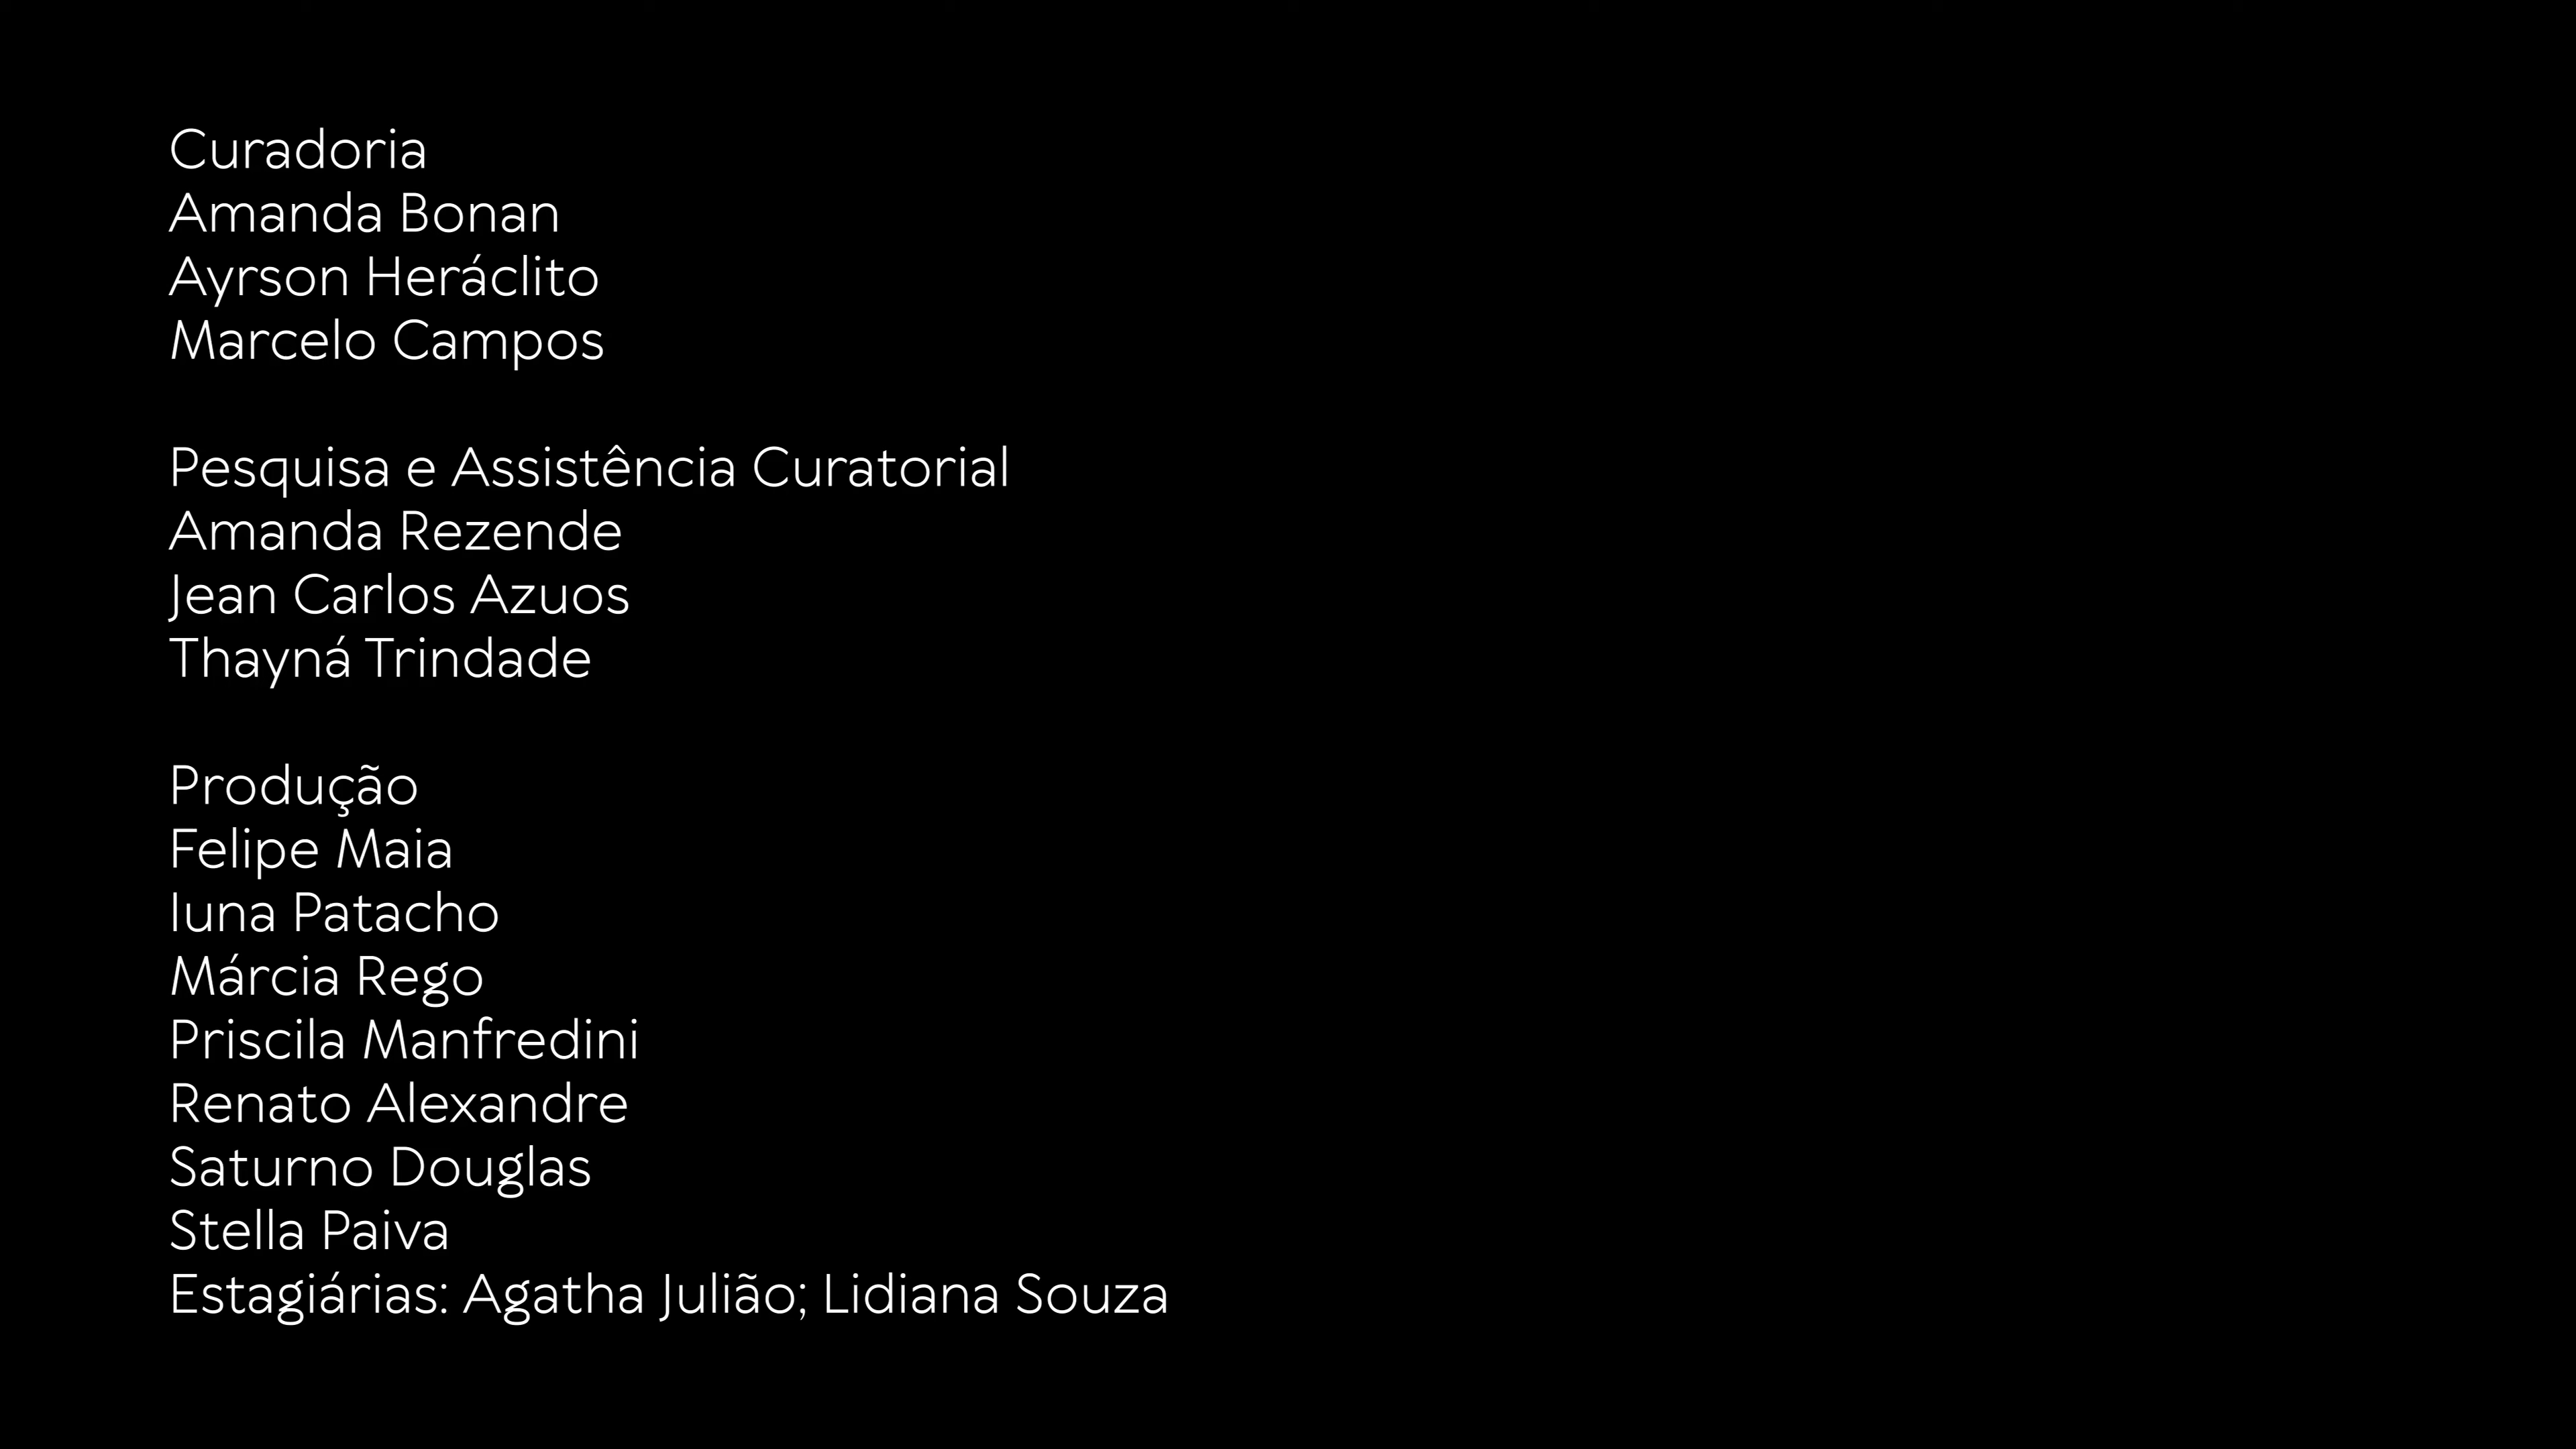 Curadoria
Amanda Bonan
Ayrson Heráclito
Marcelo Campos
Pesquisa e Assistência Curatorial
Amanda Rezende
Jean Carlos Azuos
Thayná Trindade
Produção
Felipe Maia
Iuna Patacho
Márcia Rego
Priscila Manfredini
Renato Alexandre
Saturno Douglas
Stella Paiva
Estagiárias: Agatha Julião; Lidiana Souza